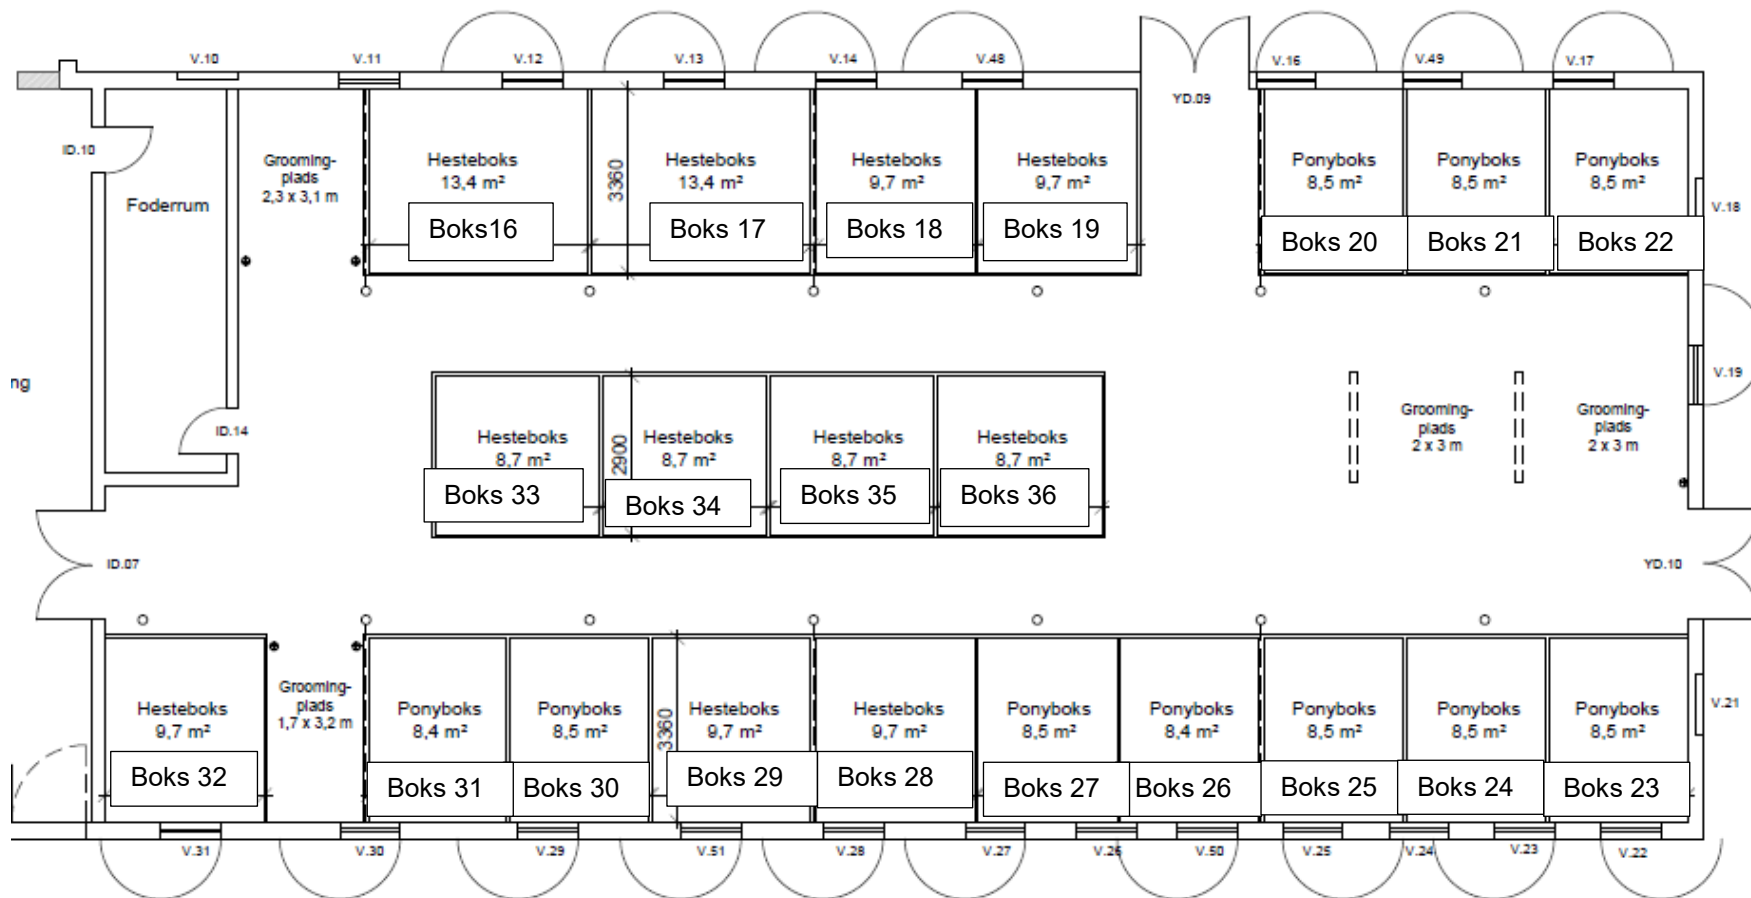 V.10
V.11
V.12
V.13
V.14
V.48
V.16
V.49
V.17
YD.09
ID.10
Foderrum
Grooming-
plads
2,3 x 3,1 m
Hesteboks
13,4 m²
Boks16
3360
Hesteboks
13,4 m²
Boks 17
Hesteboks
9,7 m²
Boks 18
Hesteboks
9,7 m²
Boks 19
Ponyboks
8,5 m²
Boks 20
Ponyboks
8,5 m²
Boks 21
Ponyboks
8,5 m²
Boks 22
V.18
ng
ID.14
Hesteboks
8,7 m²
Boks 33
2900
Hesteboks
8,7 m²
Boks 34
Hesteboks
8,7 m²
Boks 35
Hesteboks
8,7 m²
Boks 36
Grooming-
plads
2 x 3 m
Grooming-
plads
2 x 3 m
V.19
ID.07
YD.10
Hesteboks
9,7 m²
Boks 32
Grooming-
plads
1,7 x 3,2 m
Ponyboks
8,4 m²
Boks 31
Ponyboks
8,5 m²
Boks 30
3360
Hesteboks
9,7 m²
Boks 29
Hesteboks
9,7 m²
Boks 28
Ponyboks
8,5 m²
Boks 27
Ponyboks
8,4 m²
Boks 26
Ponyboks
8,5 m²
Boks 25
Ponyboks
8,5 m²
Boks 24
Ponyboks
8,5 m²
Boks 23
V.21
V.31
V.30
V.29
V.51
V.28
V.27
V.26
V.50
V.25
V.24
V.23
V.22